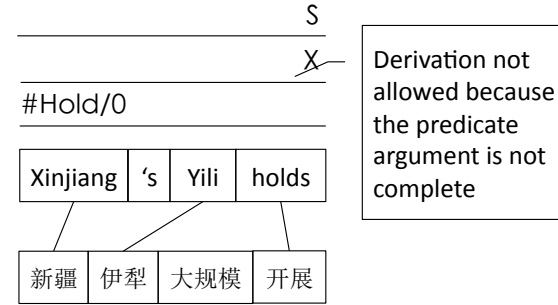 S
X
#Hold/0
Derivation not
allowed because
the predicate
argument is not
complete
Xinjiang ‘s Yili holds
新疆 伊犁 大规模 开展